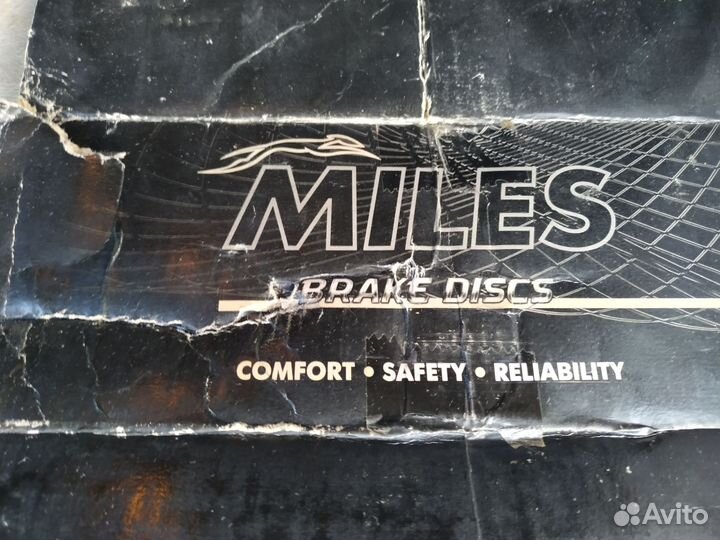 MILES
BRAKE DISCS
COMFORT • SAFETY • RELIABILITY
Avito